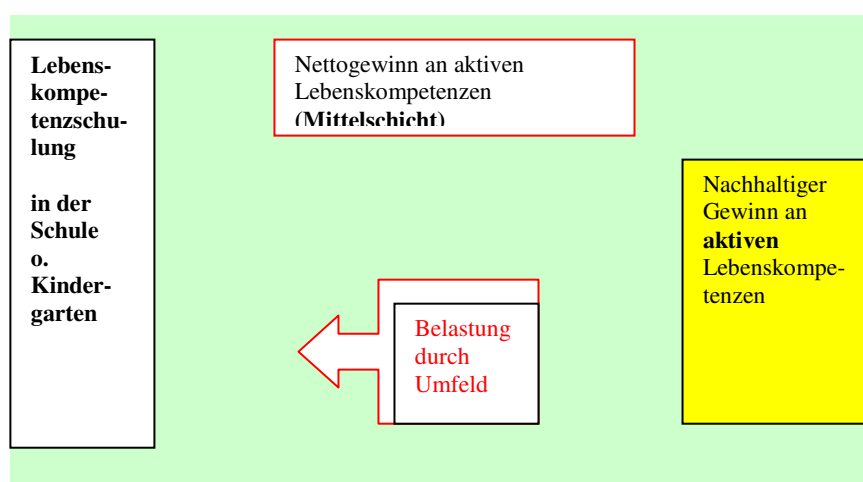 Lebens-
kompe-
tenzschu-
lung
in der
Schule
o.
Kinder-
garten
Nettogewinn an aktiven
Lebenskompetenzen
(Mittelschicht)
Belastung
durch
Umfeld
Nachhaltiger
Gewinn an
aktiven
Lebenskompe-
tenzen